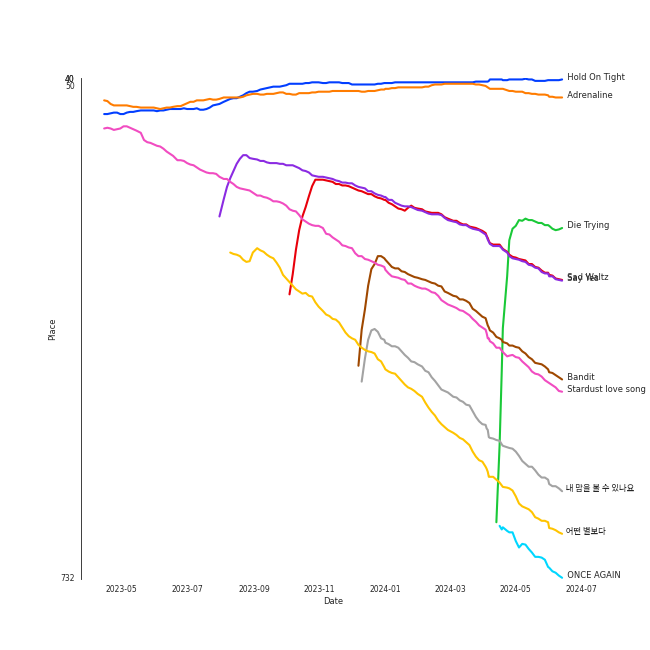 40
50
Hold On Tight
Adrenaline
Die Trying
Sad Waltz
Say Yes
Bandit
Stardust love song
내 맘을 볼 수 있나요
어떤 별보다
ONCE AGAIN
732
Place
2023-05
2023-07
2023-09
2023-11
2024-01
2024-03
2024-05
2024-07
Date